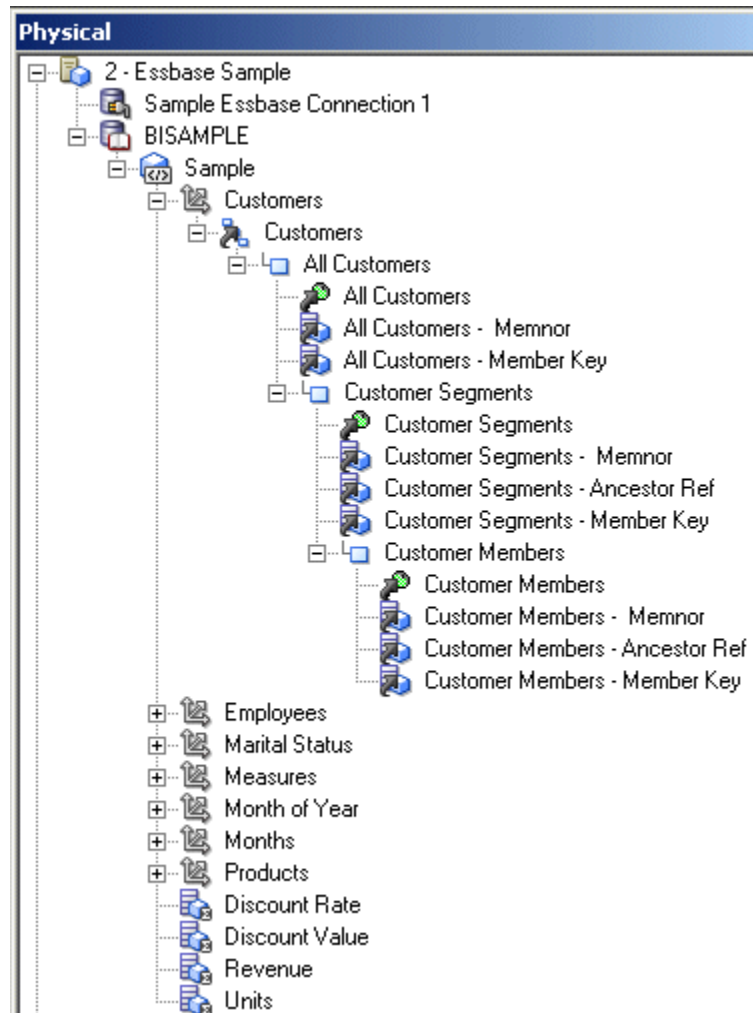 Physical
2 - Essbase Sample
Sample Essbase Connection 1
BISAMPLE
Sample
Customers
Customers
All Customers
All Customers
All Customers - Memnor
All Customers - Member Key
Customer Segments
Customer Segments
Customer Segments - Memnor
Customer Segments - Ancestor Ref
Customer Segments - Member Key
Customer Members
Customer Members
Customer Members - Memnor
Customer Members - Ancestor Ref
Customer Members - Member Key
Employees
Marital Status
Measures
Month of Year
Months
Products
Discount Rate
Discount Value
Revenue
Units